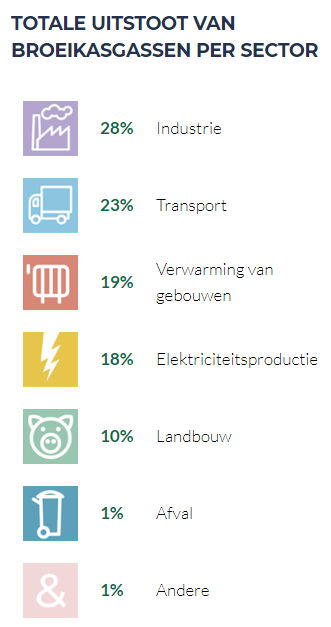 TOTALE UITSTOOT VAN
BROEIKASGASSEN PER SECTOR
28% Industrie
23% Transport
19% Verwarming van
gebouwen
18% Elektriciteitsproductie
10% Landbouw
1% Afval
& 1% Andere